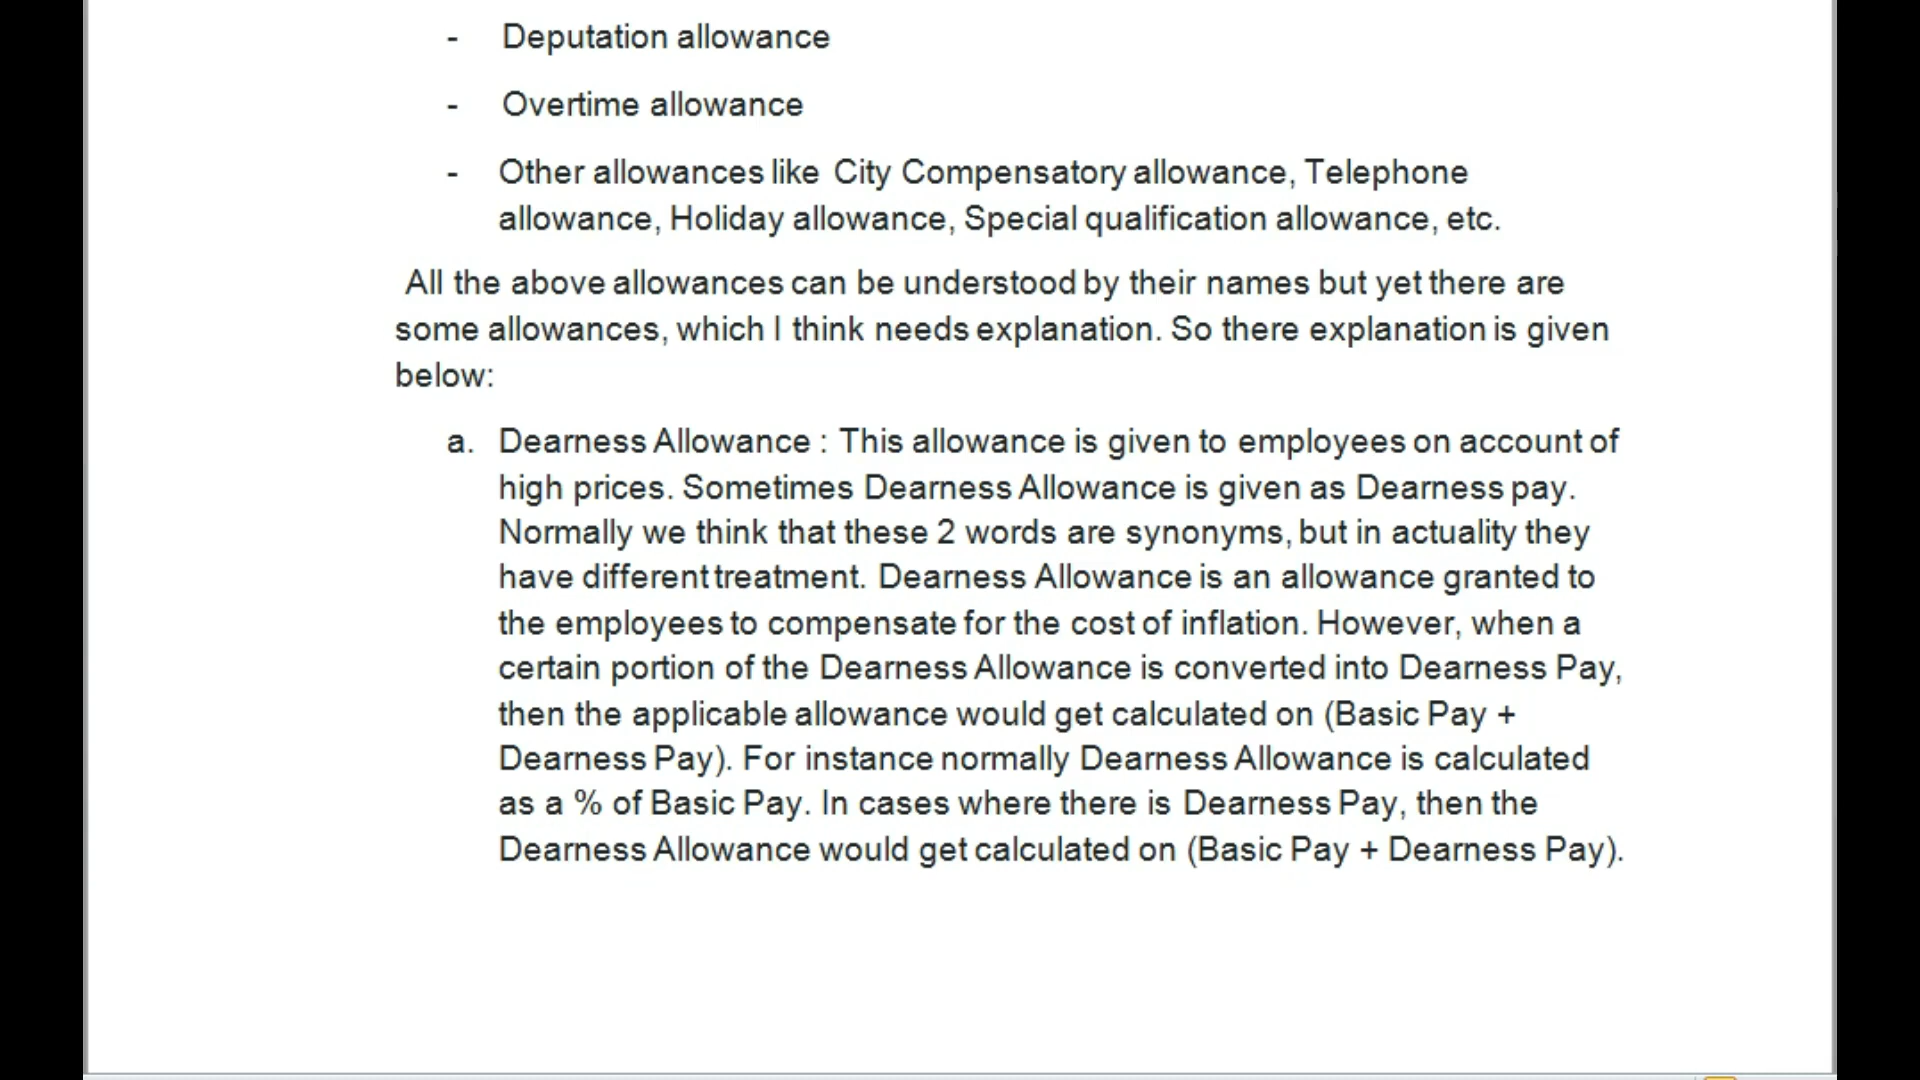 - Deputation allowance
- Overtime allowance
- Other allowances like City Compensatory allowance, Telephone
allowance, Holiday allowance, Special qualification allowance, etc.
All the above allowances can be understood by their names but yet there are
some allowances, which I think needs explanation. So there explanation is given
below:
a. Dearness Allowance : This allowance is given to employees on account of
high prices. Sometimes Dearness Allowance is given as Dearness pay.
Normally we think that these 2 words are synonyms, but in actuality they
have different treatment. Dearness Allowance is an allowance granted to
the employees to compensate for the cost of inflation. However, when a
certain portion of the Dearness Allowance is converted into Dearness Pay,
then the applicable allowance would get calculated on (Basic Pay +
Dearness Pay). For instance normally Dearness Allowance is calculated
as a % of Basic Pay. In cases where there is Dearness Pay, then the
Dearness Allowance would get calculated on (Basic Pay + Dearness Pay).